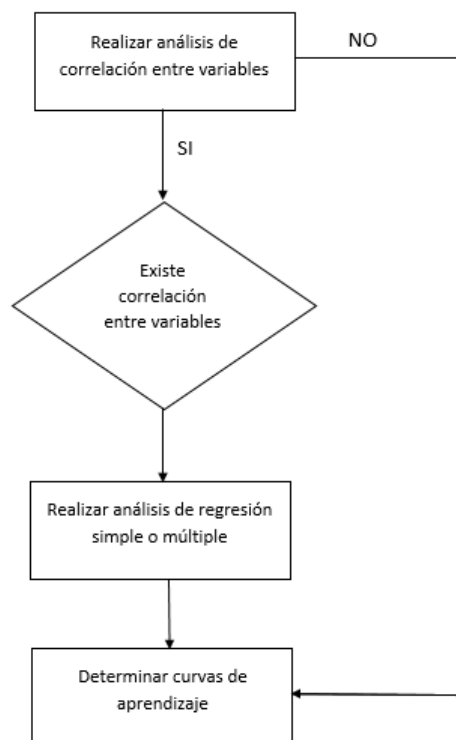 Realizar análisis de
correlación entre variables
NO
SI
Existe
correlación
entre variables
Realizar análisis de regresión
simple o múltiple
Determinar curvas de
aprendizaje